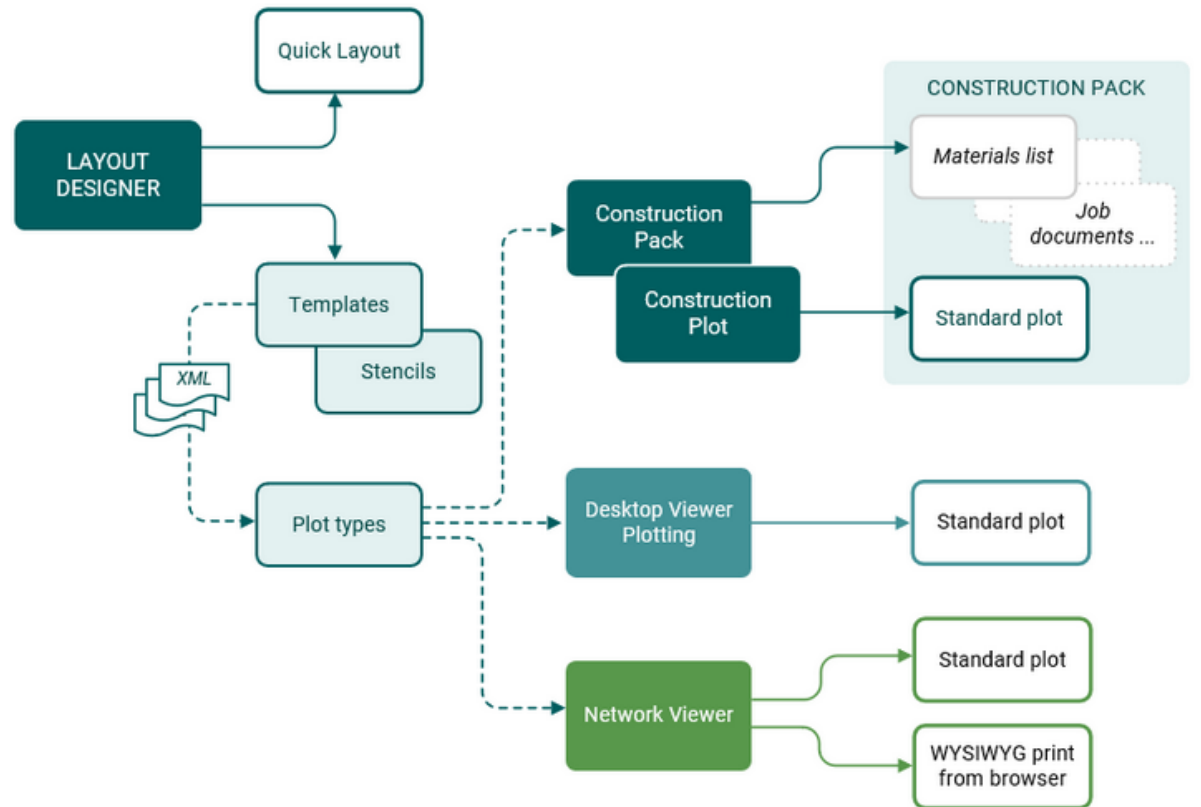 Quick Layout
LAYOUT
DESIGNER
Templates
Stencils
XML
Plot types
Construction
Pack
Construction
Plot
CONSTRUCTION PACK
Materials list
Job
documents ...
Standard plot
Desktop Viewer
Plotting
Standard plot
Network Viewer
Standard plot
WYSIWYG print
from browser